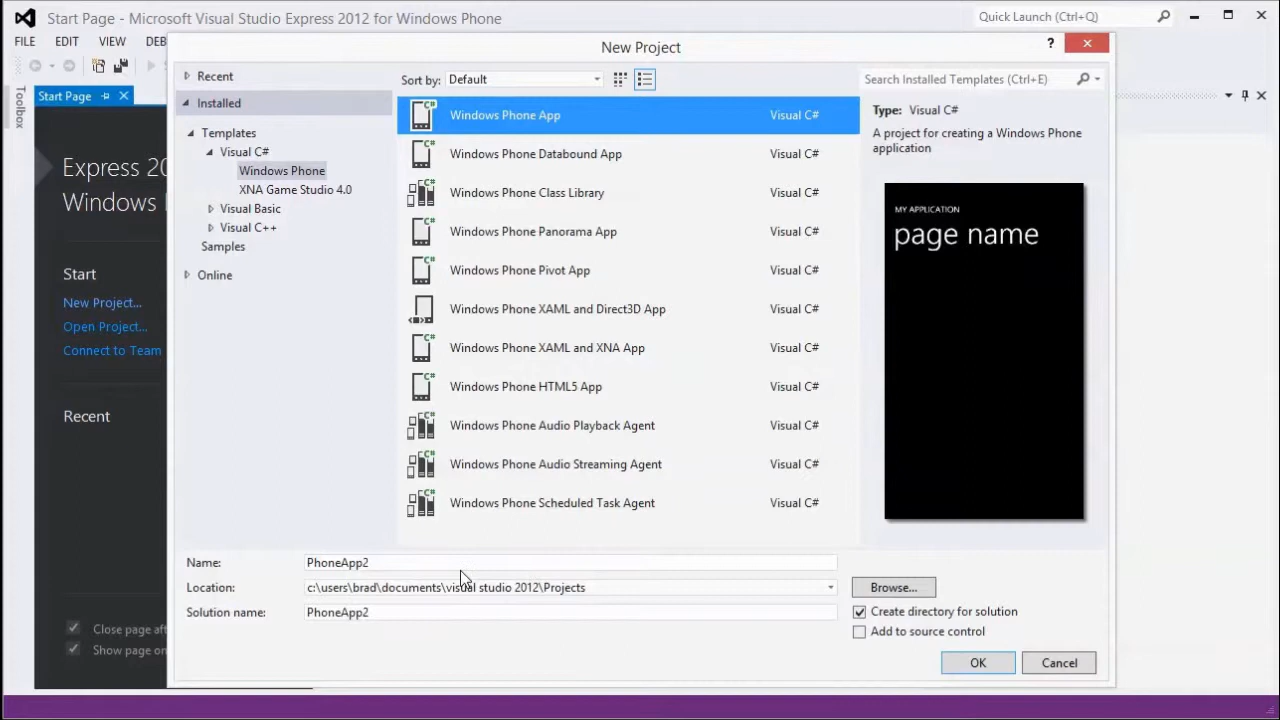 Start Page - Microsoft Visual Studio Express 2012 for Windows Phone
Quick Launch (Ctrl+Q)
FILE
EDIT
VIEW
New Project
?
Toolbox
Start Page
Express 20
Windows
Start
New Project...
Open Project...
Connect to Team
Recent
Close page aft
Show page on
Recent
Installed
Templates
Visual C#
Windows Phone
XNA Game Studio 4.0
Visual Basic
Visual C++
Samples
Online
Sort by:
Default
Search Installed Templates (Ctrl+E)
Windows Phone App Visual C#
Windows Phone Databound App Visual C#
Windows Phone Class Library Visual C#
Windows Phone Panorama App Visual C#
Windows Phone Pivot App Visual C#
Windows Phone XAML and Direct3D App Visual C#
Windows Phone XAML and XNA App Visual C#
Windows Phone HTML5 App Visual C#
Windows Phone Audio Playback Agent Visual C#
Windows Phone Audio Streaming Agent Visual C#
Windows Phone Scheduled Task Agent Visual C#
Type: Visual C#
A project for creating a Windows Phone
application
MY APPLICATION
page name
Name: PhoneApp2
Location: c:\users\brad\documents\visual studio 2012\Projects
Browse...
Solution name: PhoneApp2
Create directory for solution
Add to source control
OK
Cancel